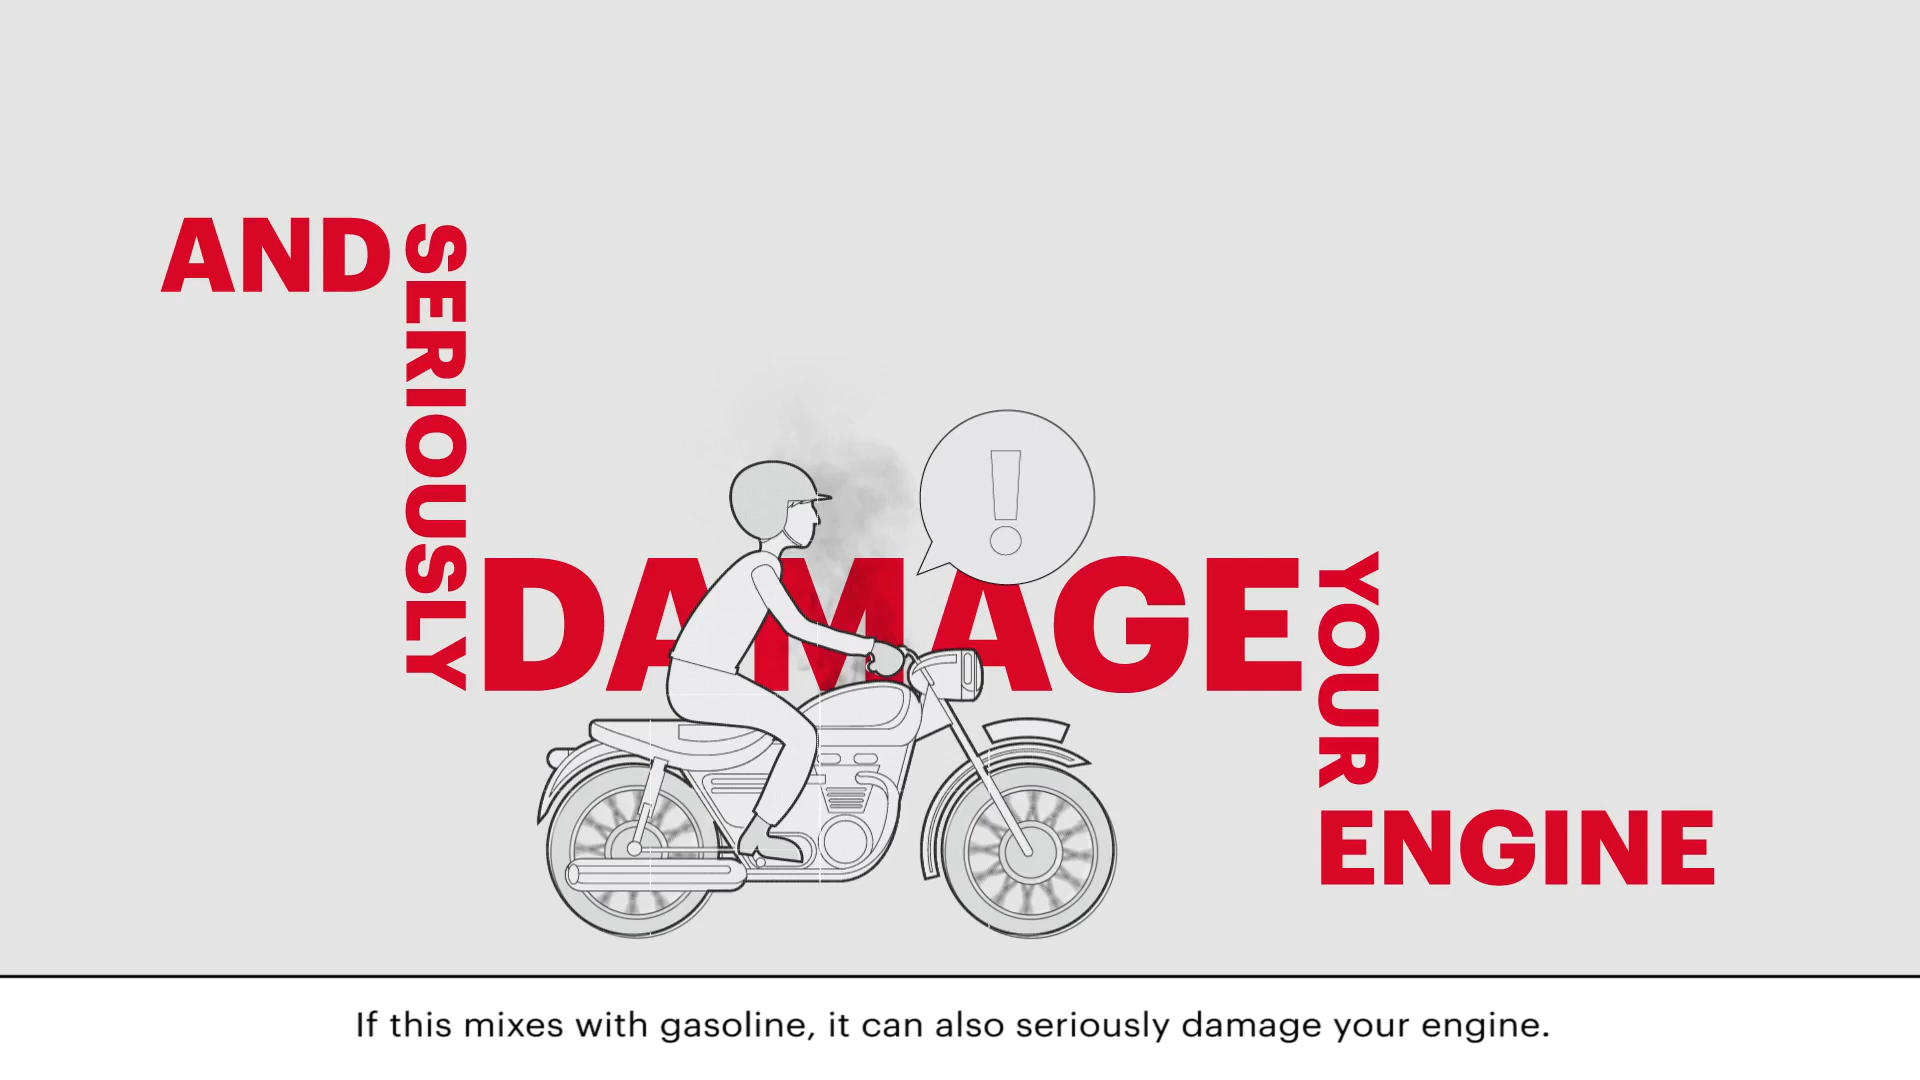 AND
SERIOUSLY
DAMAGE
YOUR
ENGINE
!
If this mixes with gasoline, it can also seriously damage your engine.